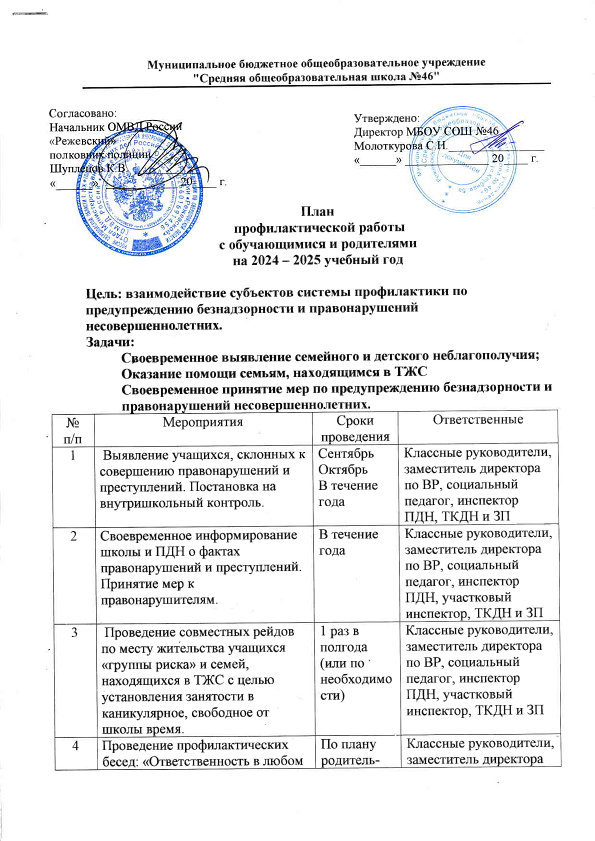 Муниципальное бюджетное общеобразовательное учреждение
"Средняя общеобразовательная школа №46"
Согласовано:
Начальник ОМВД России
«Режевский»
полковник полиции
Шуплецов К.В.
«_____»____________20___ г.
Утверждено:
Директор МБОУ СОШ №46
Молоткурова С.Н.
«_____» ______________ 20 ___ г.
План
профилактической работы
с обучающимися и родителями
на 2024 – 2025 учебный год
Цель: взаимодействие субъектов системы профилактики по
предупреждению безнадзорности и правонарушений
несовершеннолетних.
Задачи:
Своевременное выявление семейного и детского неблагополучия;
Оказание помощи семьям, находящимся в ТЖС
Своевременное принятие мер по предупреждению безнадзорности и
правонарушений несовершеннолетних.
№
п/п
Мероприятия
Сроки
проведения
Ответственные
1
Выявление учащихся, склонных к
совершению правонарушений и
преступлений. Постановка на
внутришкольный контроль.
Сентябрь
Октябрь
В течение
года
Классные руководители,
заместитель директора
по ВР, социальный
педагог, инспектор
ПДН, ТКДН и ЗП
2
Своевременное информирование
школы и ПДН о фактах
правонарушений и преступлений.
Принятие мер к
правонарушителям.
В течение
года
Классные руководители,
заместитель директора
по ВР, социальный
педагог, инспектор
ПДН, участковый
инспектор, ТКДН и ЗП
3
Проведение совместных рейдов
по месту жительства учащихся
«группы риска» и семей,
находящихся в ТЖС с целью
установления занятости в
каникулярное, свободное от
школы время.
1 раз в
полгода
(или по
необходимо
сти)
Классные руководители,
заместитель директора
по ВР, социальный
педагог, инспектор
ПДН, участковый
инспектор, ТКДН и ЗП
4
Проведение профилактических
бесед: «Ответственность в любом
По плану
родитель-
Классные руководители,
заместитель директора